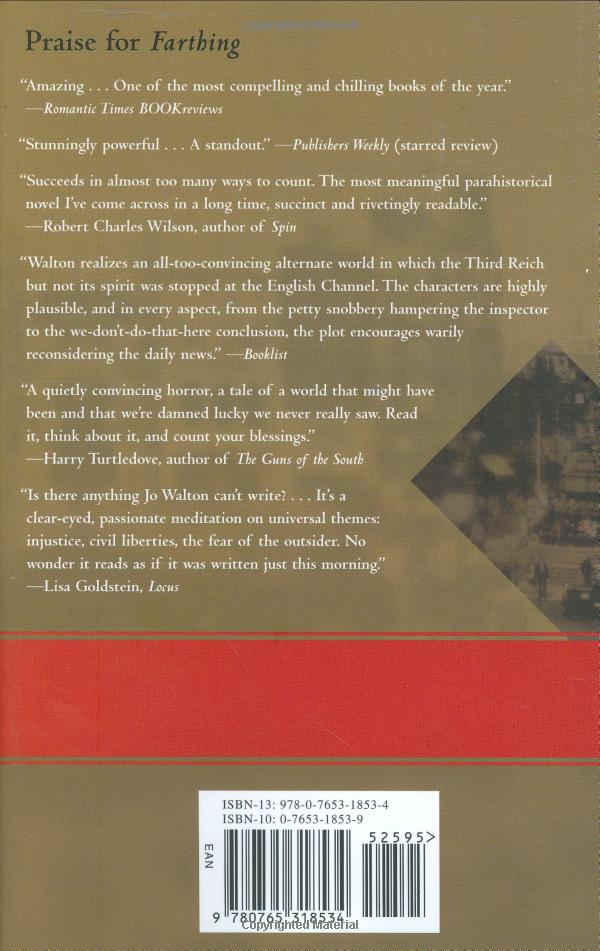 Copyrighted Material
Praise for Farthing
“Amazing . . . One of the most compelling and chilling books of the year.”
—Romantic Times BOOKreviews
“Stunningly powerful . . . A standout.” —Publishers Weekly (starred review)
“Succeeds in almost too many ways to count. The most meaningful parahistorical
novel I’ve come across in a long time, succinct and rivetingly readable.”
—Robert Charles Wilson, author of Spin
“Walton realizes an all-too-convincing alternate world in which the Third Reich
but not its spirit was stopped at the English Channel. The characters are highly
plausible, and in every aspect, from the petty snobbery hampering the inspector
to the we-don’t-do-that-here conclusion, the plot encourages warily
reconsidering the daily news.” —Booklist
“A quietly convincing horror, a tale of a world that might have
been and that we’re damned lucky we never really saw. Read
it, think about it, and count your blessings.”
—Harry Turtledove, author of The Guns of the South
“Is there anything Jo Walton can’t write? . . . It’s a
clear-eyed, passionate meditation on universal themes:
injustice, civil liberties, the fear of the outsider. No
wonder it reads as if it was written just this morning.”
—Lisa Goldstein, Locus
ISBN-13: 978-0-7653-1853-4
ISBN-10: 0-7653-1853-9
52595>
EAN
9 780765 318534
Copyrighted Material